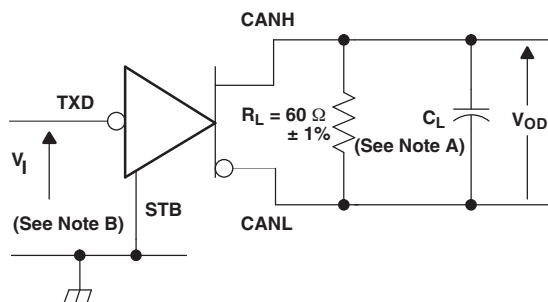 CANH
TXD
R_L = 60 Ω
± 1%
(See Note A)
C_L
V_OD
V_I
(See Note B)
STB
CANL